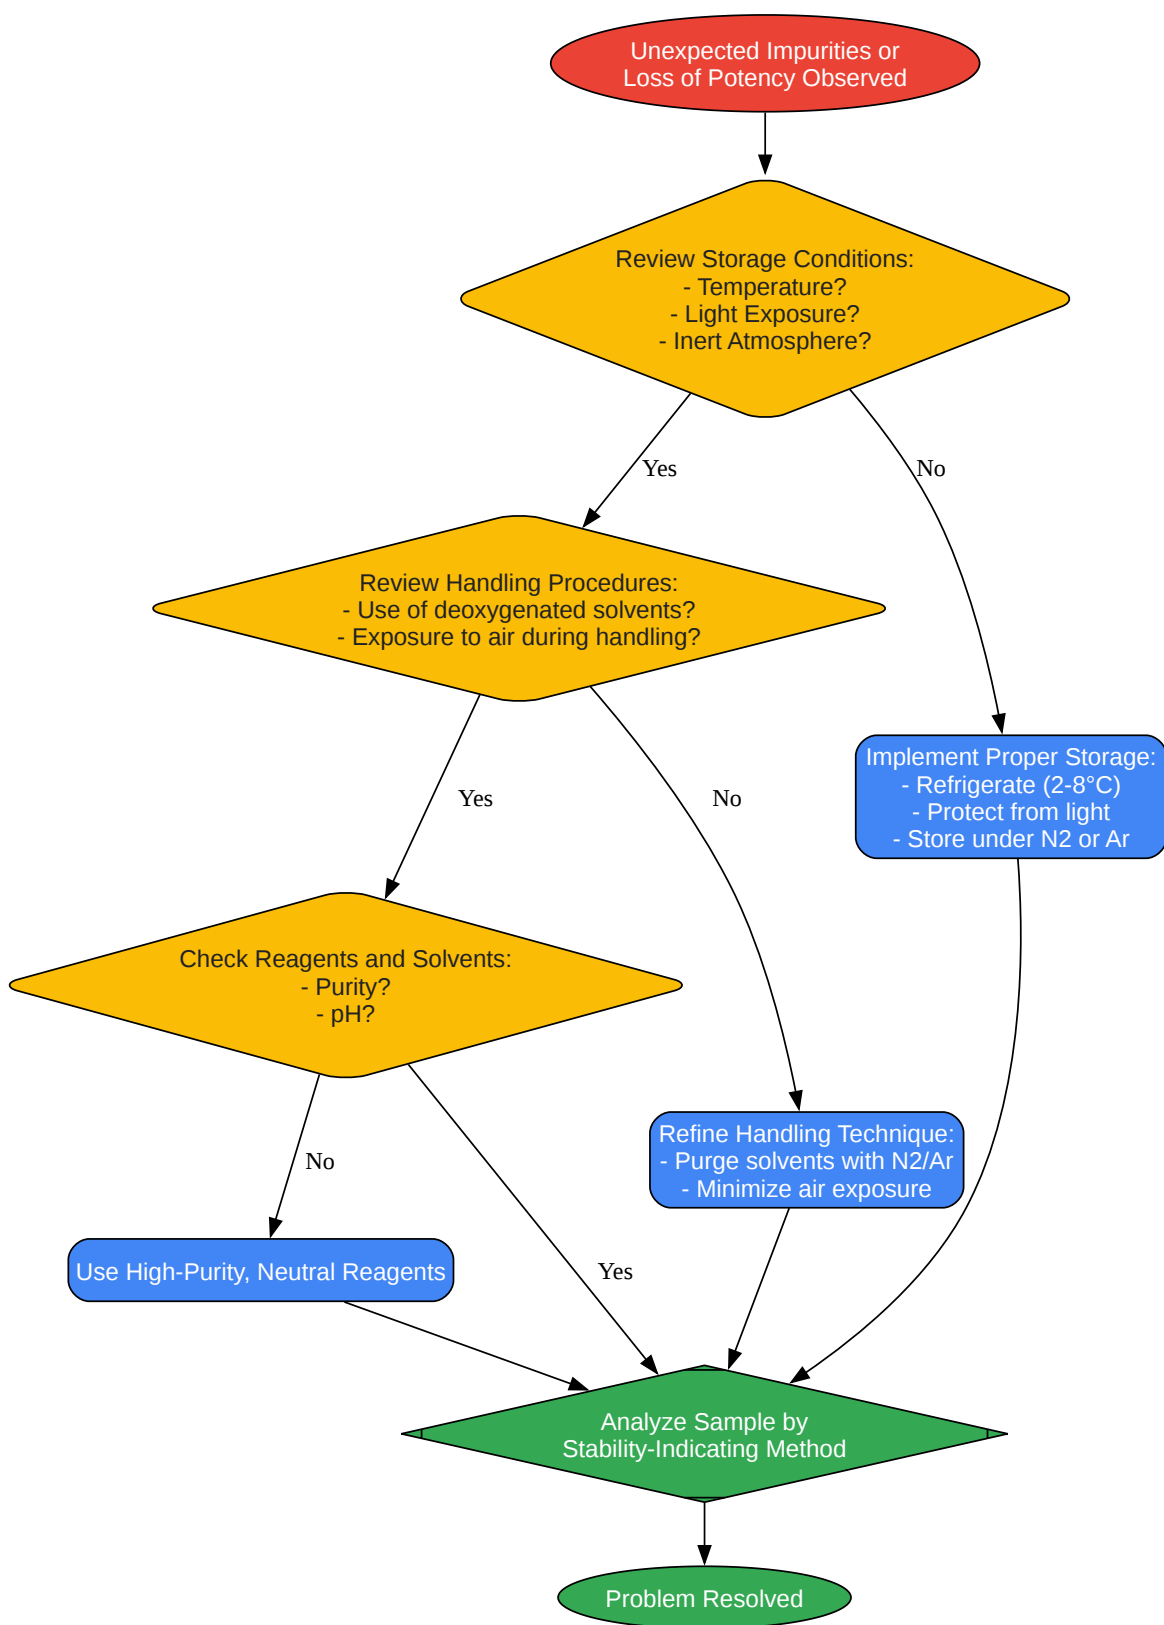 Unexpected Impurities or
Loss of Potency Observed
Review Storage Conditions:
- Temperature?
- Light Exposure?
- Inert Atmosphere?
Yes
No
Review Handling Procedures:
- Use of deoxygenated solvents?
- Exposure to air during handling?
Implement Proper Storage:
- Refrigerate (2-8°C)
- Protect from light
- Store under N2 or Ar
Yes
No
Check Reagents and Solvents:
- Purity?
- pH?
Refine Handling Technique:
- Purge solvents with N2/Ar
- Minimize air exposure
No
Yes
Use High-Purity, Neutral Reagents
Analyze Sample by
Stability-Indicating Method
Problem Resolved